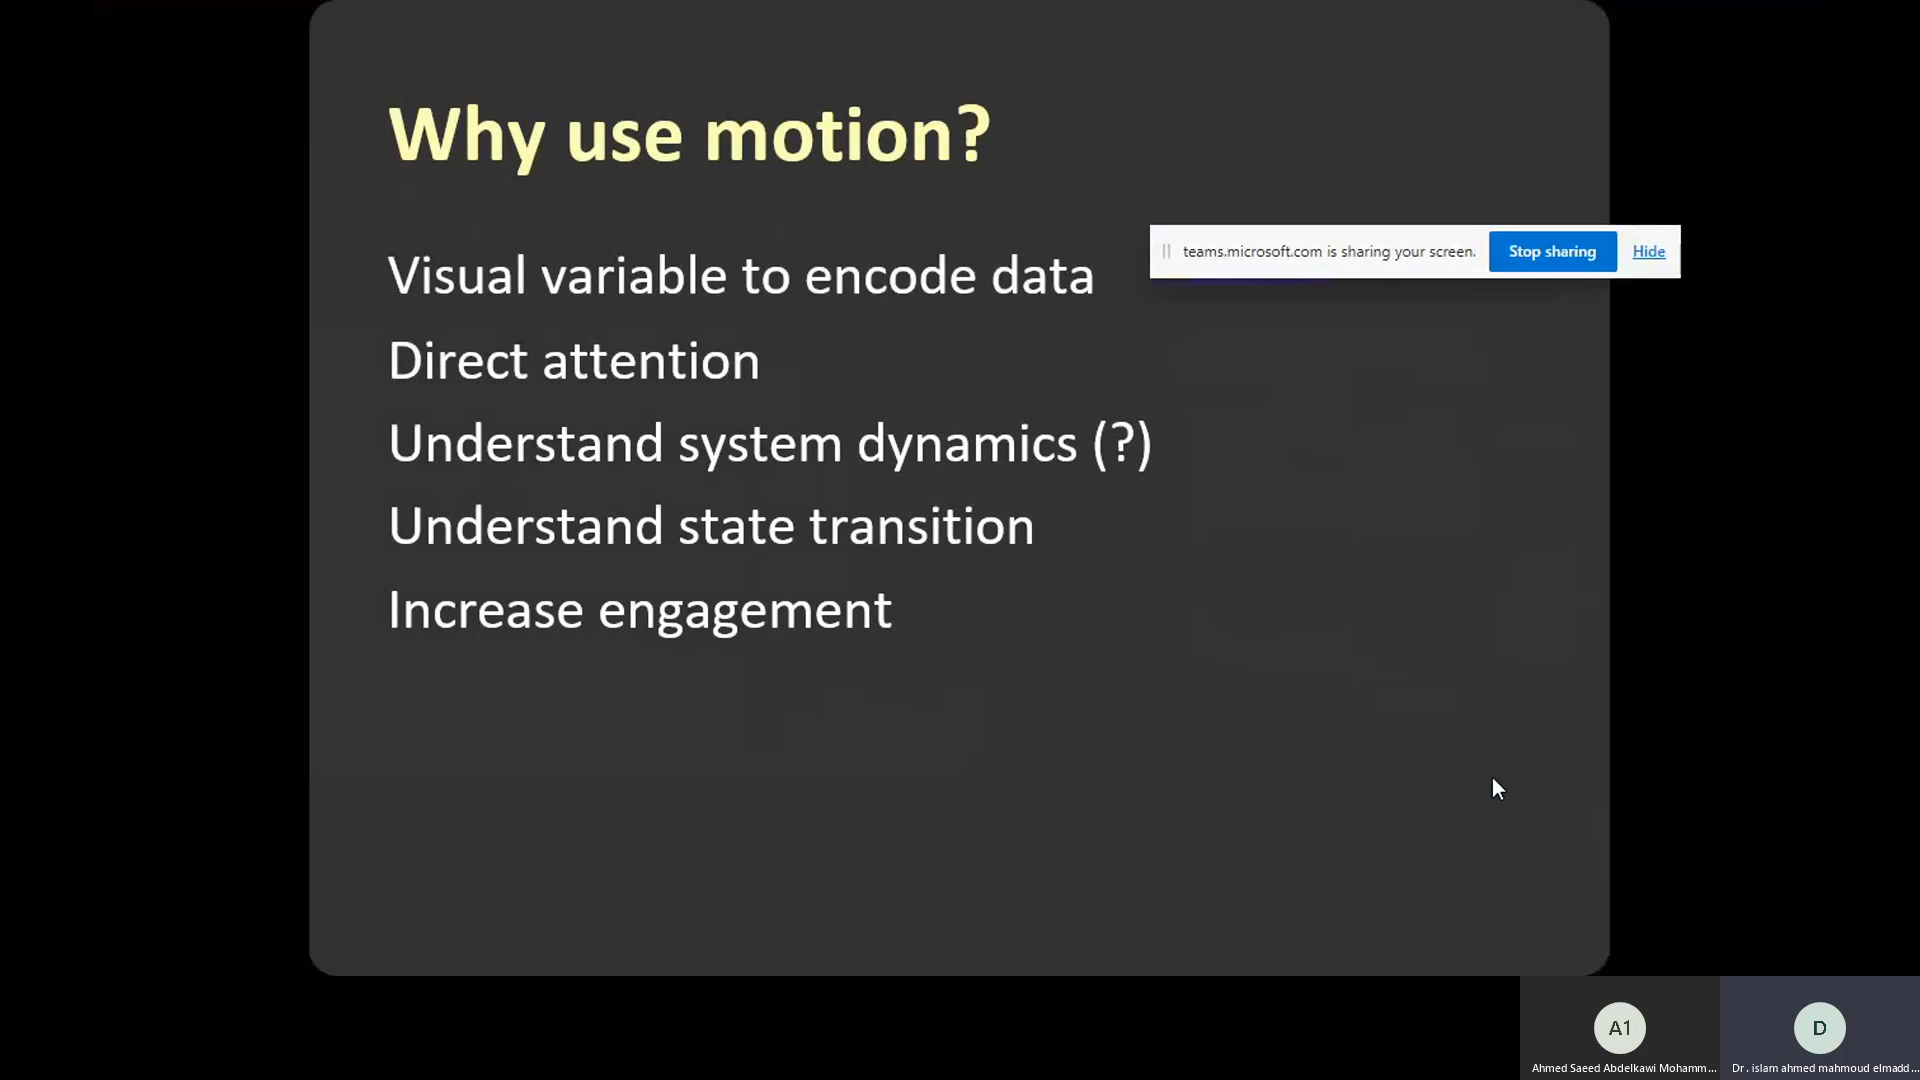 Why use motion?
teams.microsoft.com is sharing your screen. Stop sharing Hide
Visual variable to encode data
Direct attention
Understand system dynamics (?)
Understand state transition
Increase engagement
A1
D
Ahmed Saeed Abdelkawi Mohamm...
Dr. islam ahmed mahmoud elmadd...